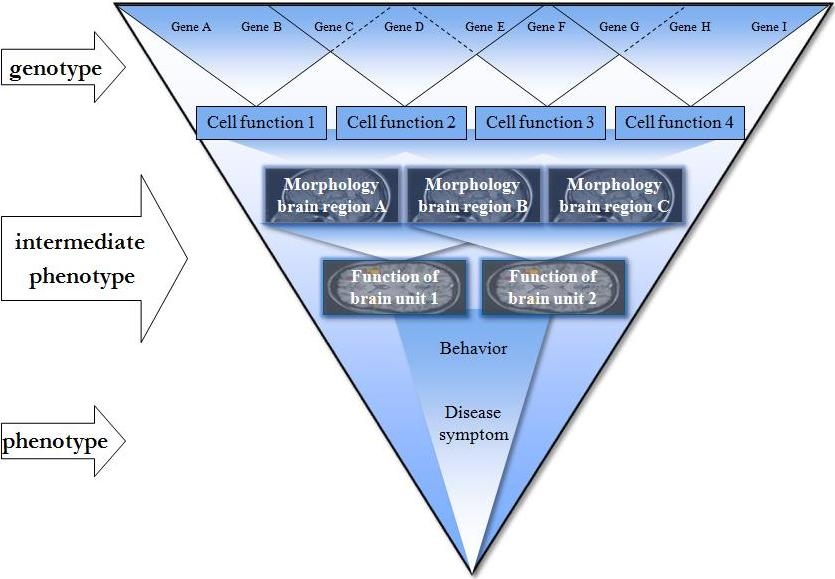 Gene A Gene B Gene C Gene D Gene E Gene F Gene G Gene H Gene I
genotype
Cell function 1 Cell function 2 Cell function 3 Cell function 4
Morphology
brain region A
Morphology
brain region B
Morphology
brain region C
intermediate
phenotype
Function of
brain unit 1
Function of
brain unit 2
Behavior
Disease
symptom
phenotype